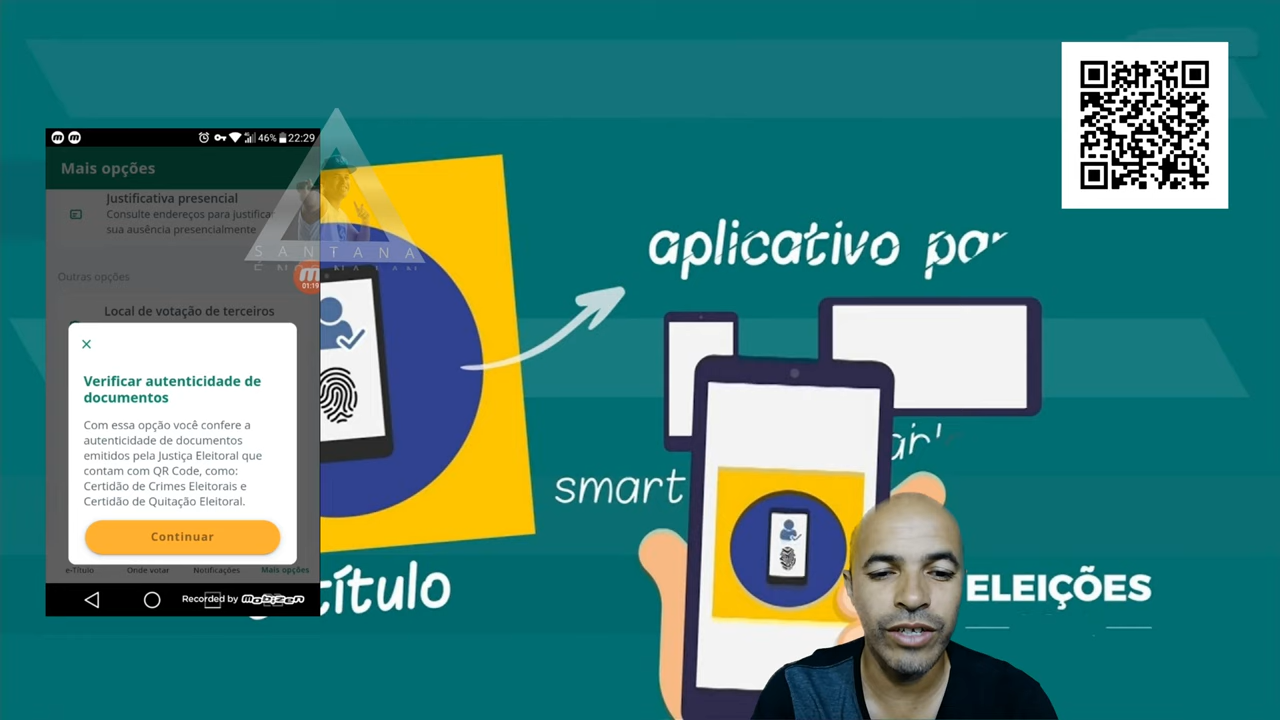 46% 22:29
Mais opções
Justificativa presencial
Consulte endereços para justificar
sua ausência presencialmente
SANTANA
01:19
Outras opções
Local de votação de terceiros
Verificar autenticidade de
documentos
Com essa opção você confere a
autenticidade de documentos
emitidos pela Justiça Eleitoral que
contam com QR Code, como:
Certidão de Crimes Eleitorais e
Certidão de Quitação Eleitoral.
Continuar
e-Título Onde votar Notificações Mais opções
Recorded by mobizen
aplicativo par
smart
título
ELEIÇÕES